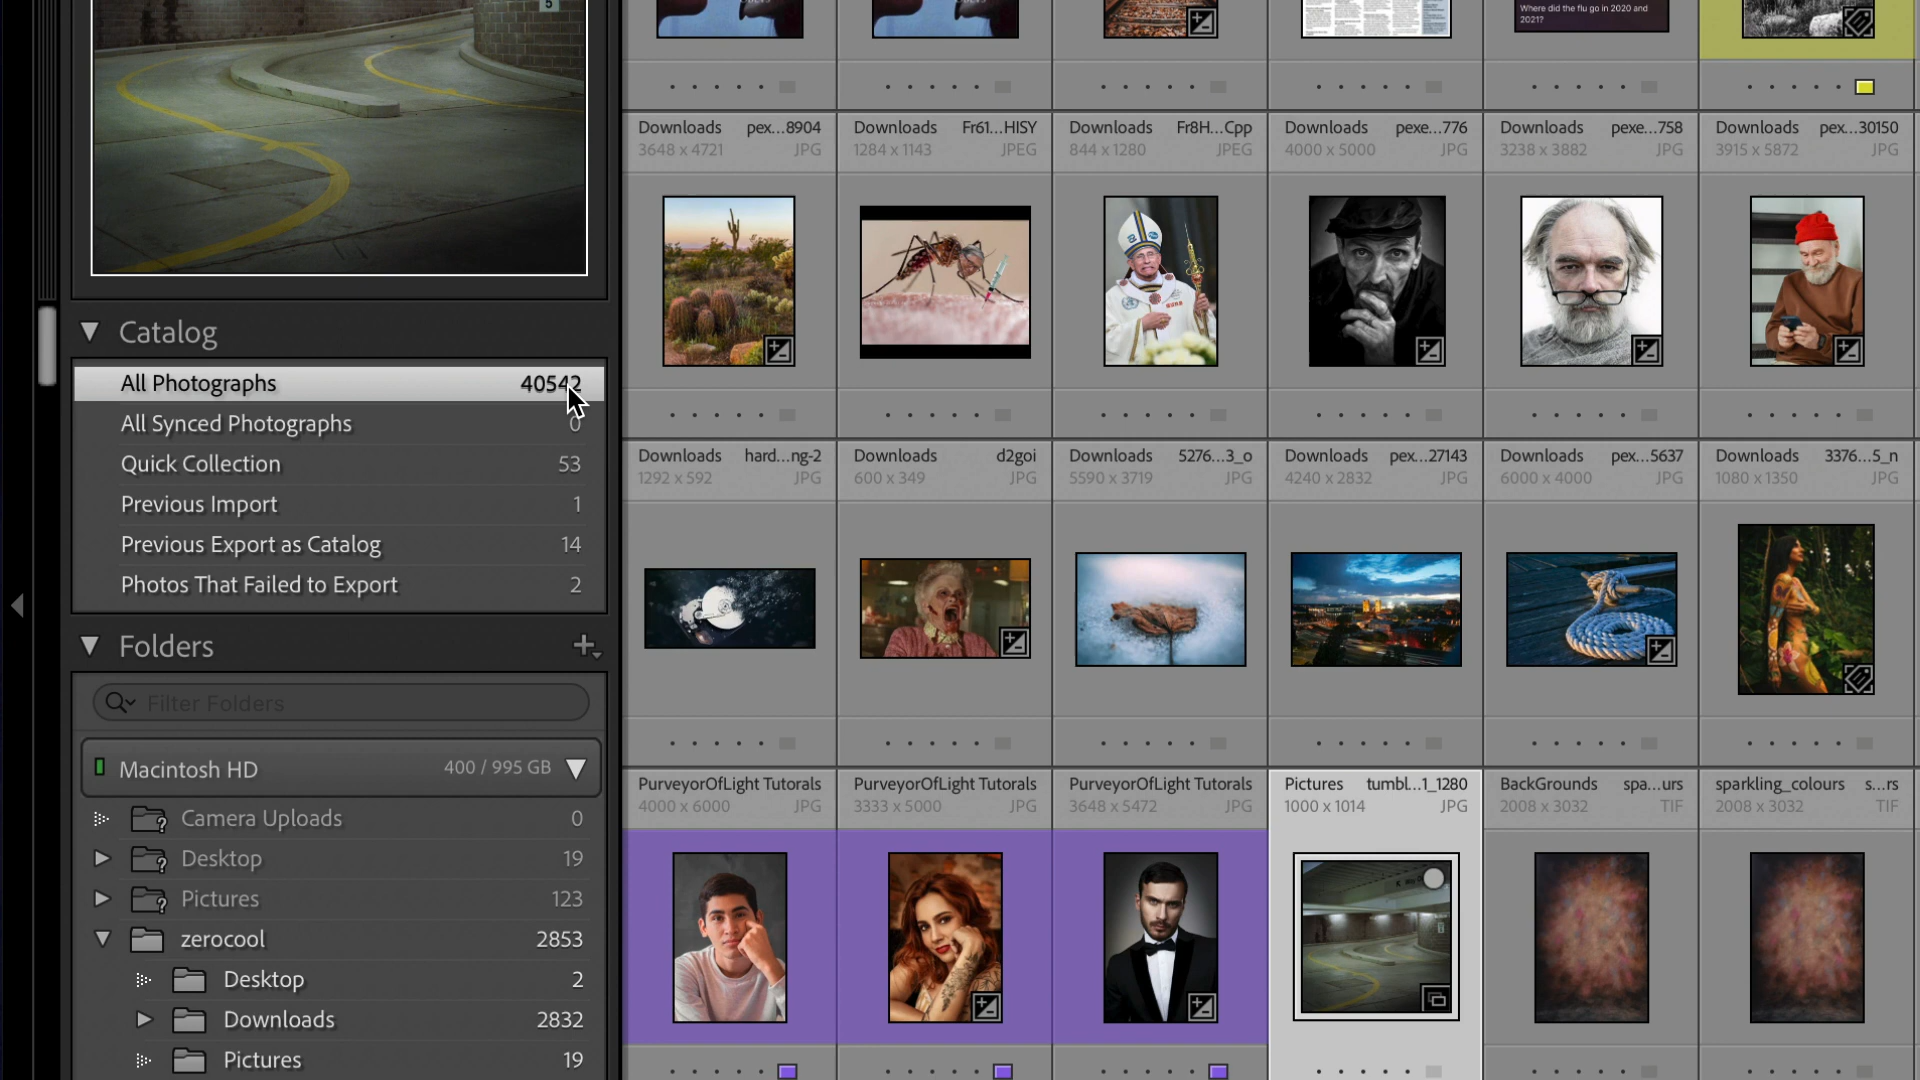 5
Where did the flu go in 2020 and
2021?
Downloads pex...8904
3648 x 4721 JPG
Downloads Fr61...HISY
1284 x 1143 JPEG
Downloads Fr8H...Cpp
844 x 1280 JPEG
Downloads pexe...776
4000 x 5000 JPG
Downloads pexe...758
3238 x 3882 JPG
Downloads pex...30150
3915 x 5872 JPG
Catalog
All Photographs 40542
All Synced Photographs 0
Quick Collection 53
Previous Import 1
Previous Export as Catalog 14
Photos That Failed to Export 2
Downloads hard...ng-2
1292 x 592 JPG
Downloads d2goi
600 x 349 JPG
Downloads 5276...3_o
5590 x 3719 JPG
Downloads pex...27143
4240 x 2832 JPG
Downloads pex...5637
6000 x 4000 JPG
Downloads 3376...5_n
1080 x 1350 JPG
Folders
Filter Folders
Macintosh HD 400 / 995 GB
Camera Uploads 0
Desktop 19
Pictures 123
zerocool 2853
Desktop 2
Downloads 2832
Pictures 19
PurveyorOfLight Tutorals
4000 x 6000 JPG
PurveyorOfLight Tutorals
3333 x 5000 JPG
PurveyorOfLight Tutorals
3648 x 5472 JPG
Pictures tumbl...1_1280
1000 x 1014 JPG
BackGrounds spa...urs
2008 x 3032 TIF
sparkling_colours s...rs
2008 x 3032 TIF